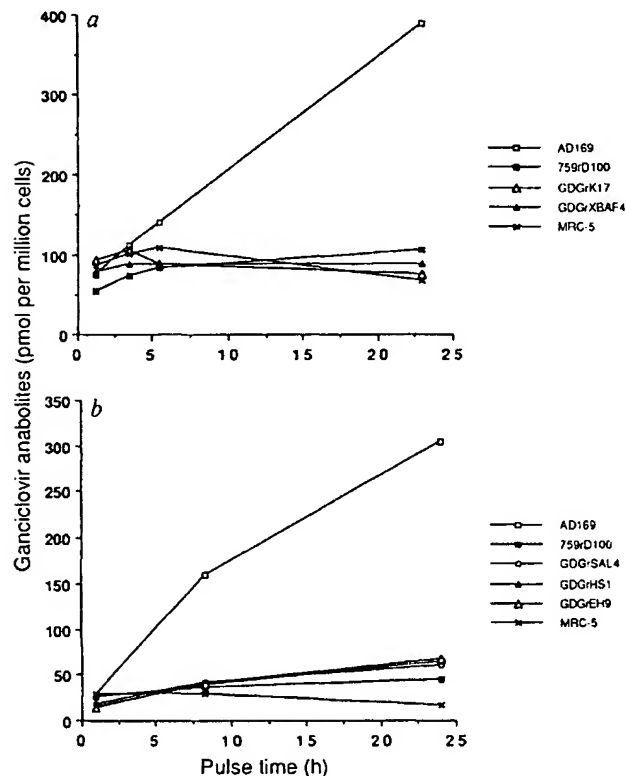 a
400
300
200
100
0
0 5 10 15 20 25
AD169
759rD100
GDGrK17
GDGrXBAF4
MRC-5
Ganciclovir anabolites (pmol per million cells)
b
350
300
250
200
150
100
50
0
0 5 10 15 20 25
AD169
759rD100
GDGrSAL4
GDGrHS1
GDGrEH9
MRC-5
Pulse time (h)